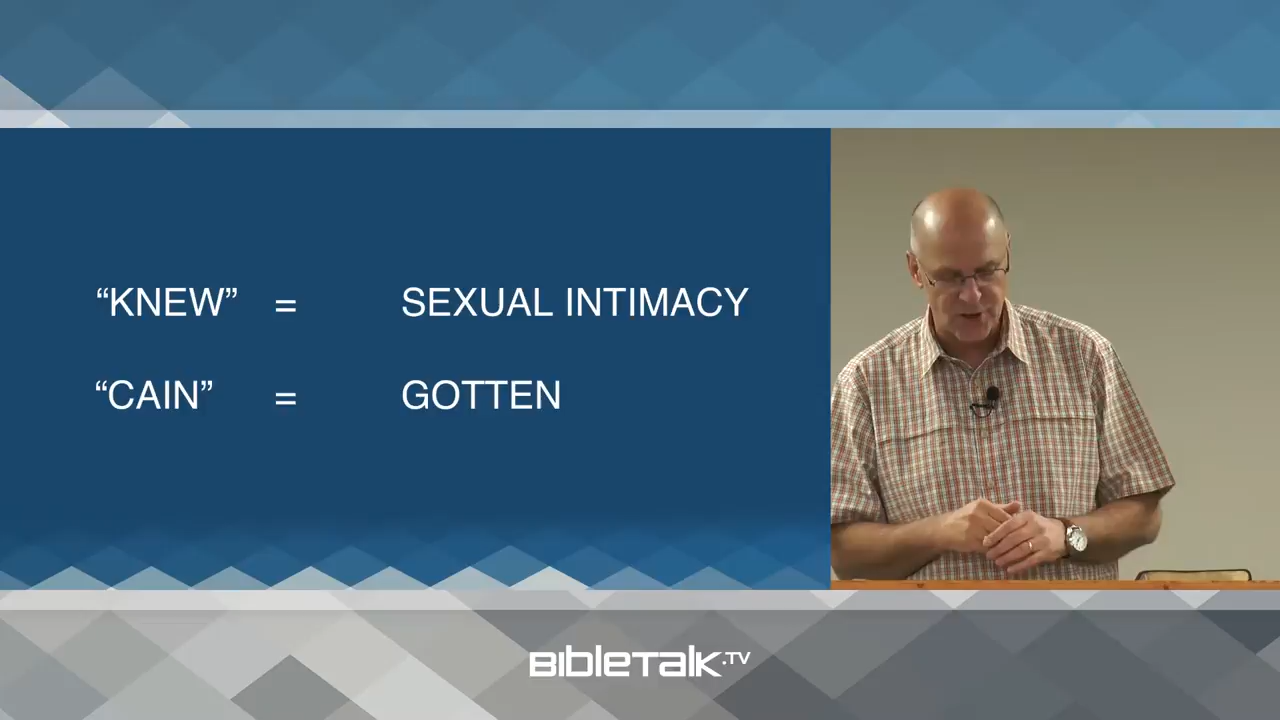 “KNEW” = SEXUAL INTIMACY
“CAIN” = GOTTEN
BIBLETALK.TV